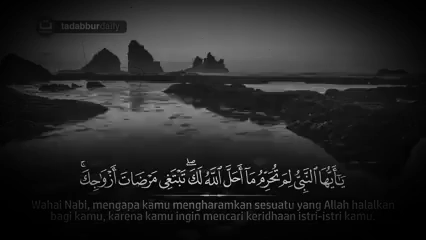 tadabburdaily
يَٰٓأَيُّهَا ٱلنَّبِىُّ لِمَ تُحَرِّمُ مَآ أَحَلَّ ٱللَّهُ لَكَ ۖ تَبْتَغِى مَرْضَاتَ أَزْوَٰجِكَ ۚ
Wahai Nabi, mengapa kamu mengharamkan sesuatu yang Allah halalkan
bagi kamu, karena kamu ingin mencari keridhaan istri-istri kamu.